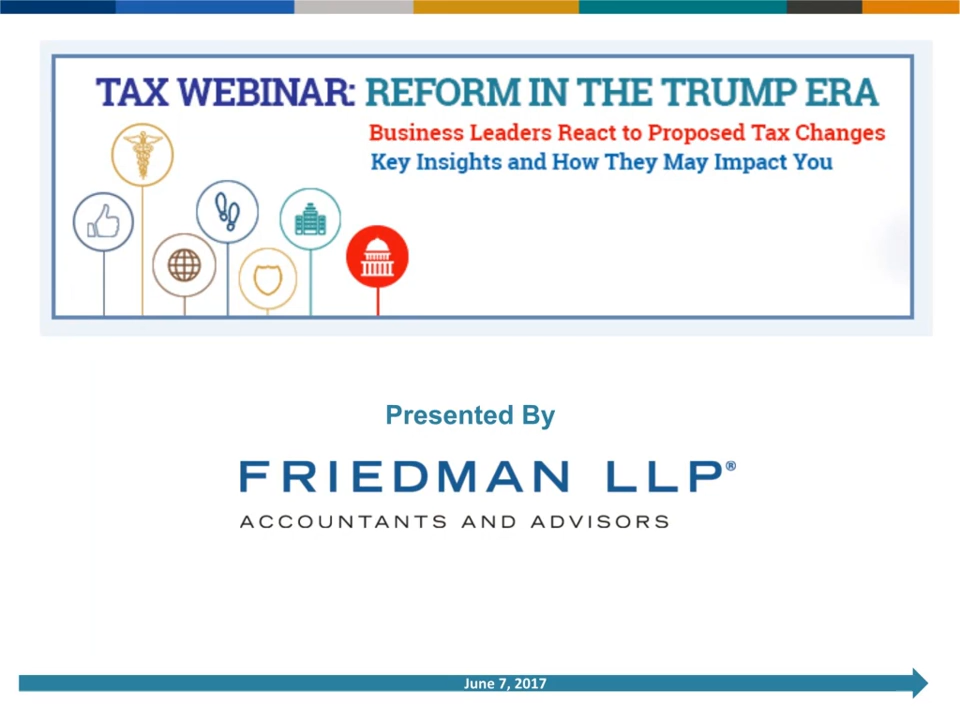 TAX WEBINAR: REFORM IN THE TRUMP ERA
Business Leaders React to Proposed Tax Changes
Key Insights and How They May Impact You
Presented By
FRIEDMAN LLP®
ACCOUNTANTS AND ADVISORS
June 7, 2017